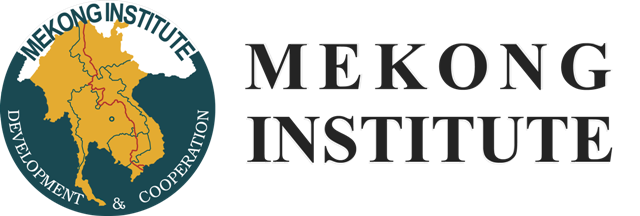 MEKONG INSTITUTE
DEVELOPMENT & COOPERATION
MEKONG
INSTITUTE